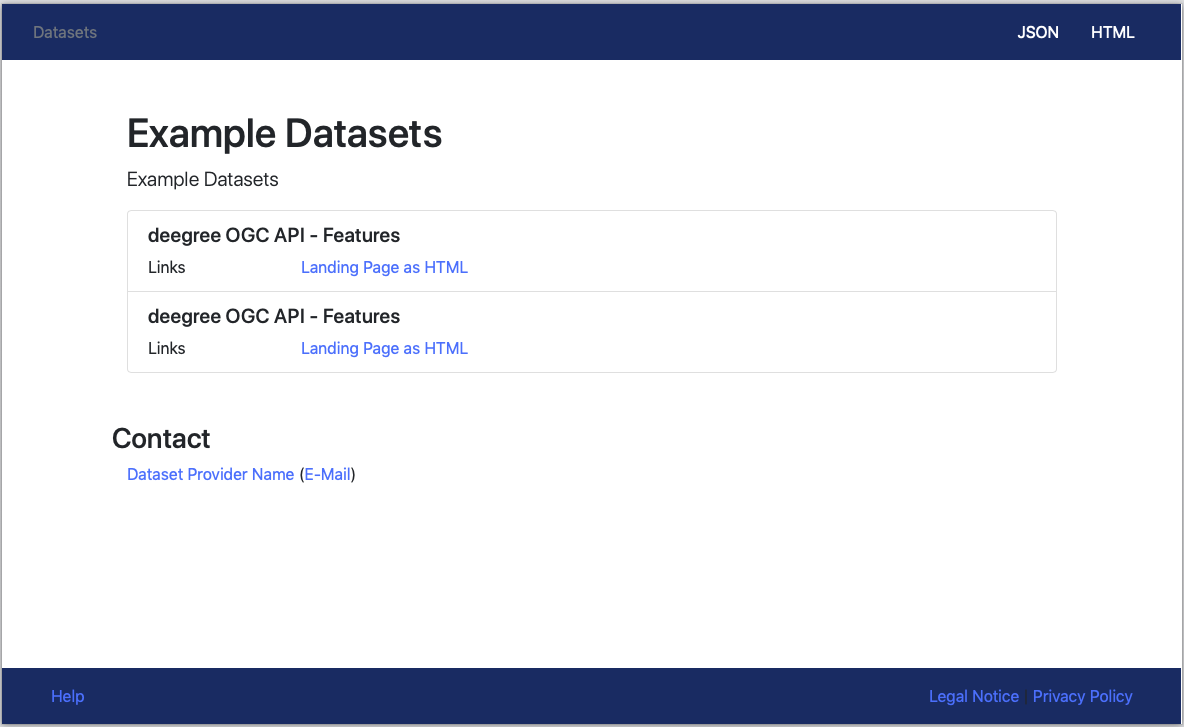 Datasets JSON HTML
Example Datasets
Example Datasets
deegree OGC API - Features
Links Landing Page as HTML
deegree OGC API - Features
Links Landing Page as HTML
Contact
Dataset Provider Name (E-Mail)
Help Legal Notice | Privacy Policy